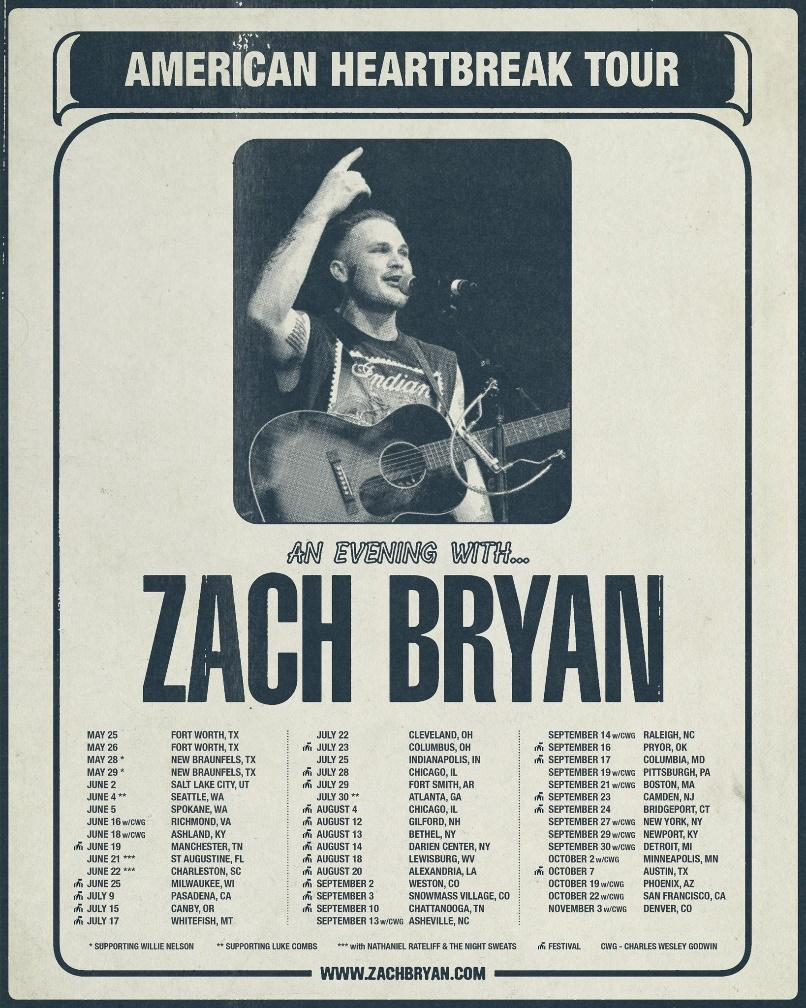 AMERICAN HEARTBREAK TOUR
Indian
AN EVENING WITH...
ZACH BRYAN
MAY 25 FORT WORTH, TX
MAY 26 FORT WORTH, TX
MAY 28 * NEW BRAUNFELS, TX
MAY 29 * NEW BRAUNFELS, TX
JUNE 2 SALT LAKE CITY, UT
JUNE 4 ** SEATTLE, WA
JUNE 5 SPOKANE, WA
JUNE 16 w/CWG RICHMOND, VA
JUNE 18 w/CWG ASHLAND, KY
JUNE 19 MANCHESTER, TN
JUNE 21 *** ST AUGUSTINE, FL
JUNE 22 *** CHARLESTON, SC
JUNE 25 MILWAUKEE, WI
JULY 9 PASADENA, CA
JULY 15 CANBY, OR
JULY 17 WHITEFISH, MT
JULY 22 CLEVELAND, OH
JULY 23 COLUMBUS, OH
JULY 25 INDIANAPOLIS, IN
JULY 28 CHICAGO, IL
JULY 29 FORT SMITH, AR
JULY 30 ** ATLANTA, GA
AUGUST 4 CHICAGO, IL
AUGUST 12 GILFORD, NH
AUGUST 13 BETHEL, NY
AUGUST 14 DARIEN CENTER, NY
AUGUST 18 LEWISBURG, WV
AUGUST 20 ALEXANDRIA, LA
SEPTEMBER 2 WESTON, CO
SEPTEMBER 3 SNOWMASS VILLAGE, CO
SEPTEMBER 10 CHATTANOOGA, TN
SEPTEMBER 13 w/CWG ASHEVILLE, NC
SEPTEMBER 14 w/CWG RALEIGH, NC
SEPTEMBER 16 PRYOR, OK
SEPTEMBER 17 COLUMBIA, MD
SEPTEMBER 19 w/CWG PITTSBURGH, PA
SEPTEMBER 21 w/CWG BOSTON, MA
SEPTEMBER 23 CAMDEN, NJ
SEPTEMBER 24 BRIDGEPORT, CT
SEPTEMBER 27 w/CWG NEW YORK, NY
SEPTEMBER 29 w/CWG NEWPORT, KY
SEPTEMBER 30 w/CWG DETROIT, MI
OCTOBER 2 w/CWG MINNEAPOLIS, MN
OCTOBER 7 AUSTIN, TX
OCTOBER 19 w/CWG PHOENIX, AZ
OCTOBER 22 w/CWG SAN FRANCISCO, CA
NOVEMBER 3 w/CWG DENVER, CO
* SUPPORTING WILLIE NELSON ** SUPPORTING LUKE COMBS *** with NATHANIEL RATELIFF & THE NIGHT SWEATS FESTIVAL CWG - CHARLES WESLEY GODWIN
WWW.ZACHBRYAN.COM